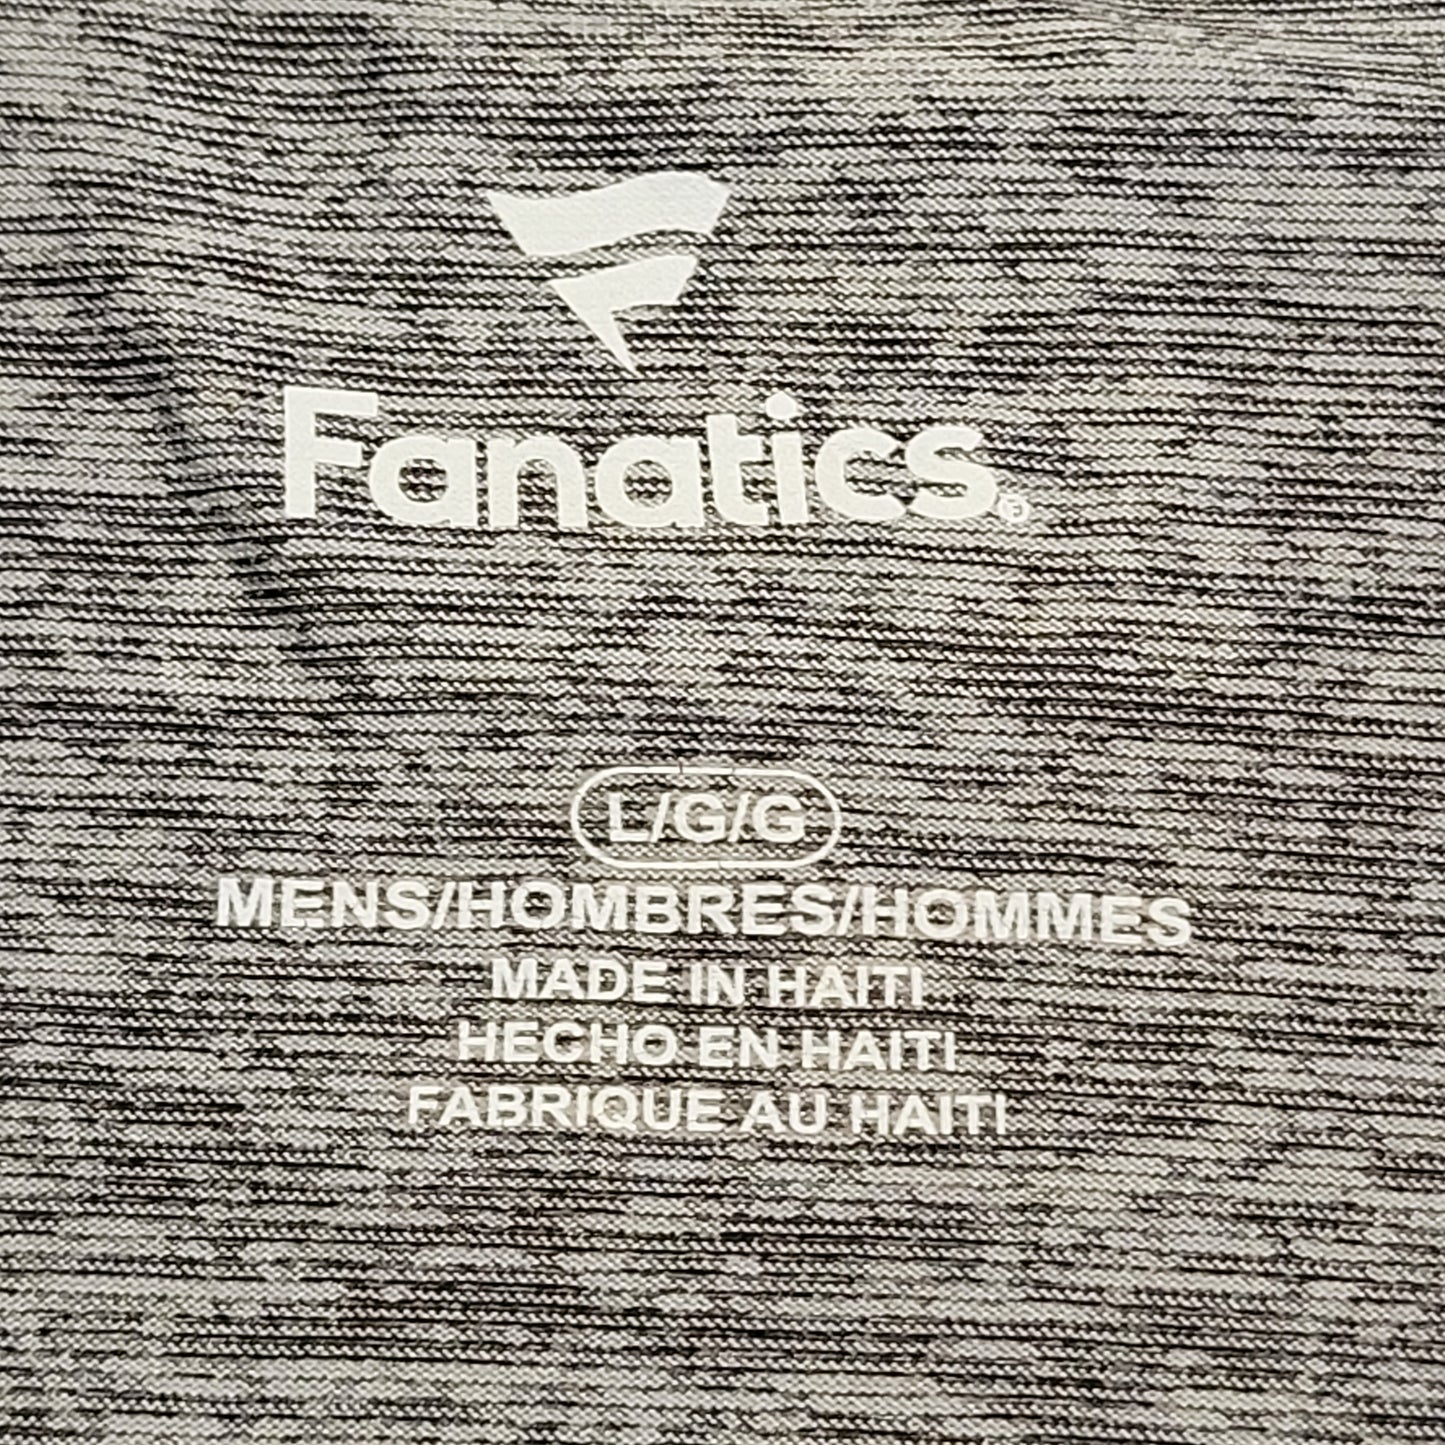 Fanatics®
L/G/G
MENS/HOMBRES/HOMMES
MADE IN HAITI
HECHO EN HAITI
FABRIQUE AU HAITI